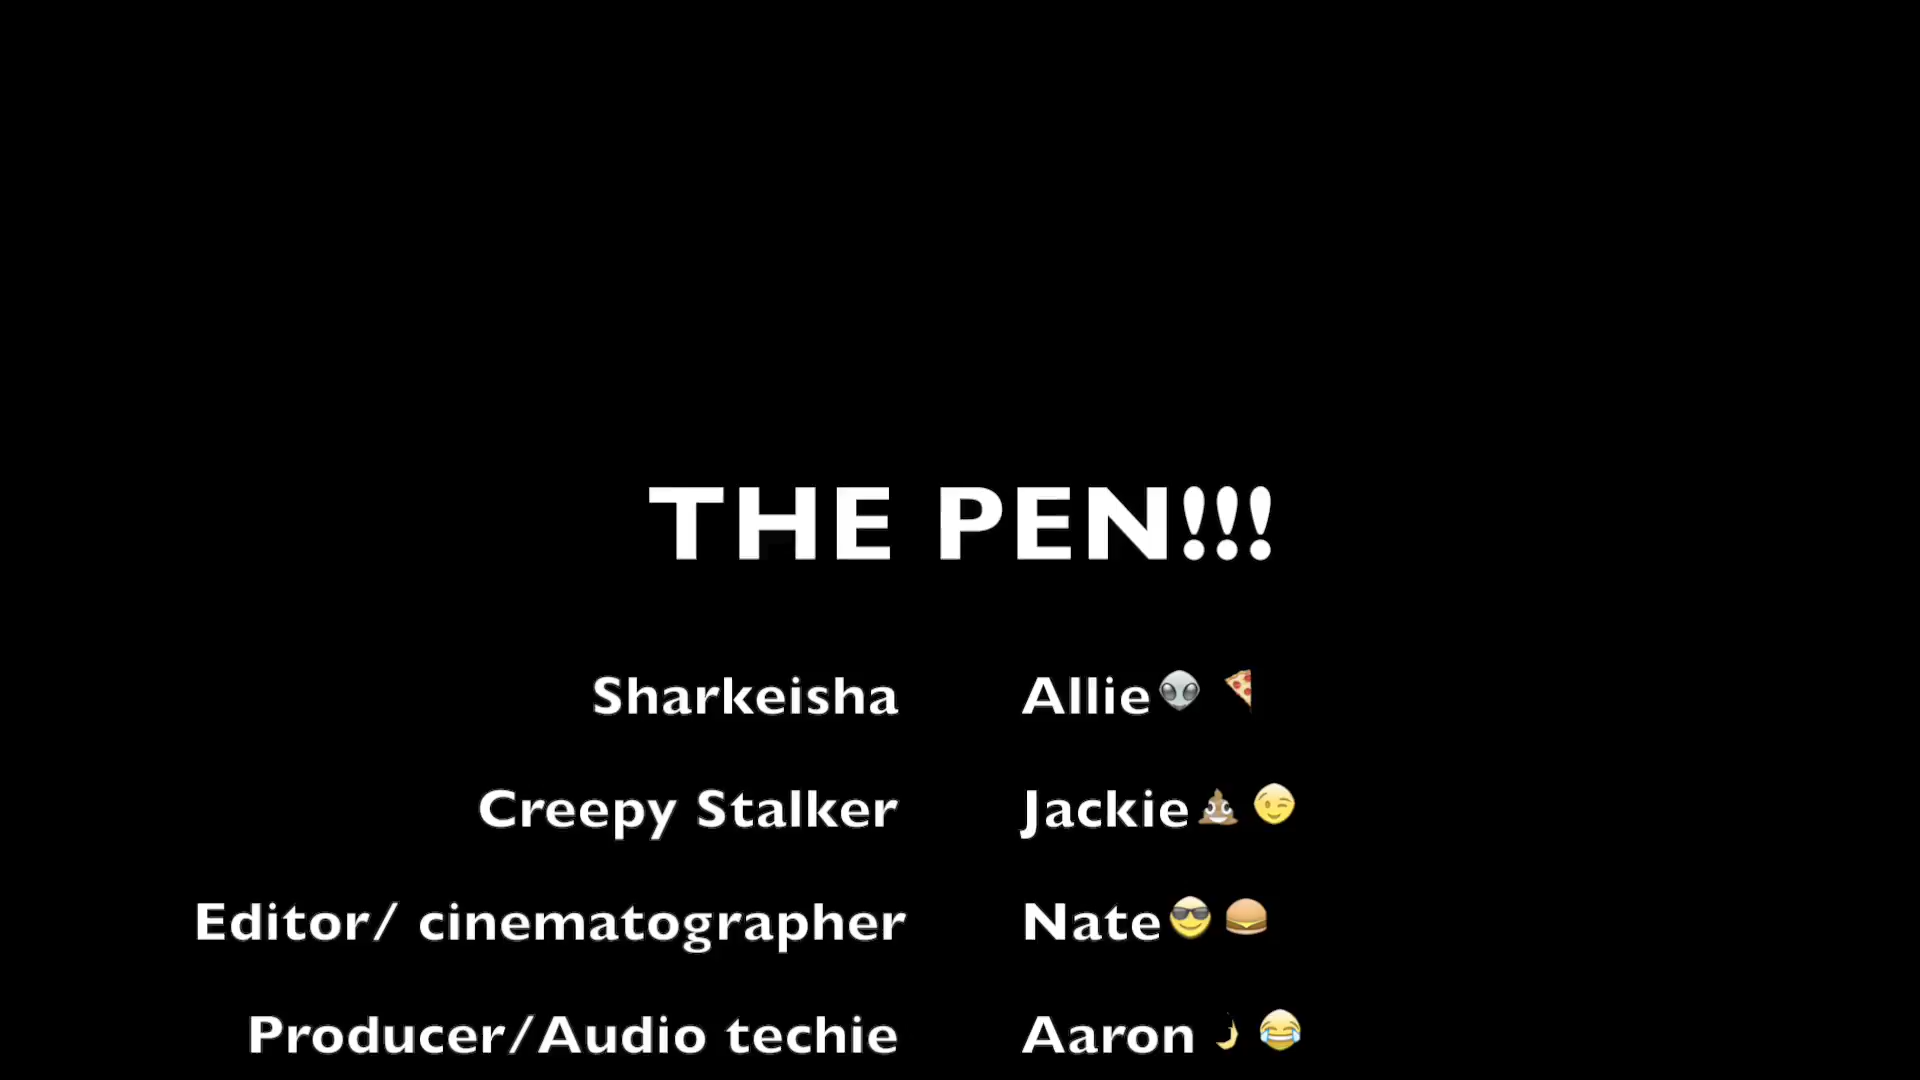 THE PEN!!!
Sharkeisha Allie👽 🍕
Creepy Stalker Jackie💩 😉
Editor/ cinematographer Nate😎 🍔
Producer/Audio techie Aaron 🌛 😂